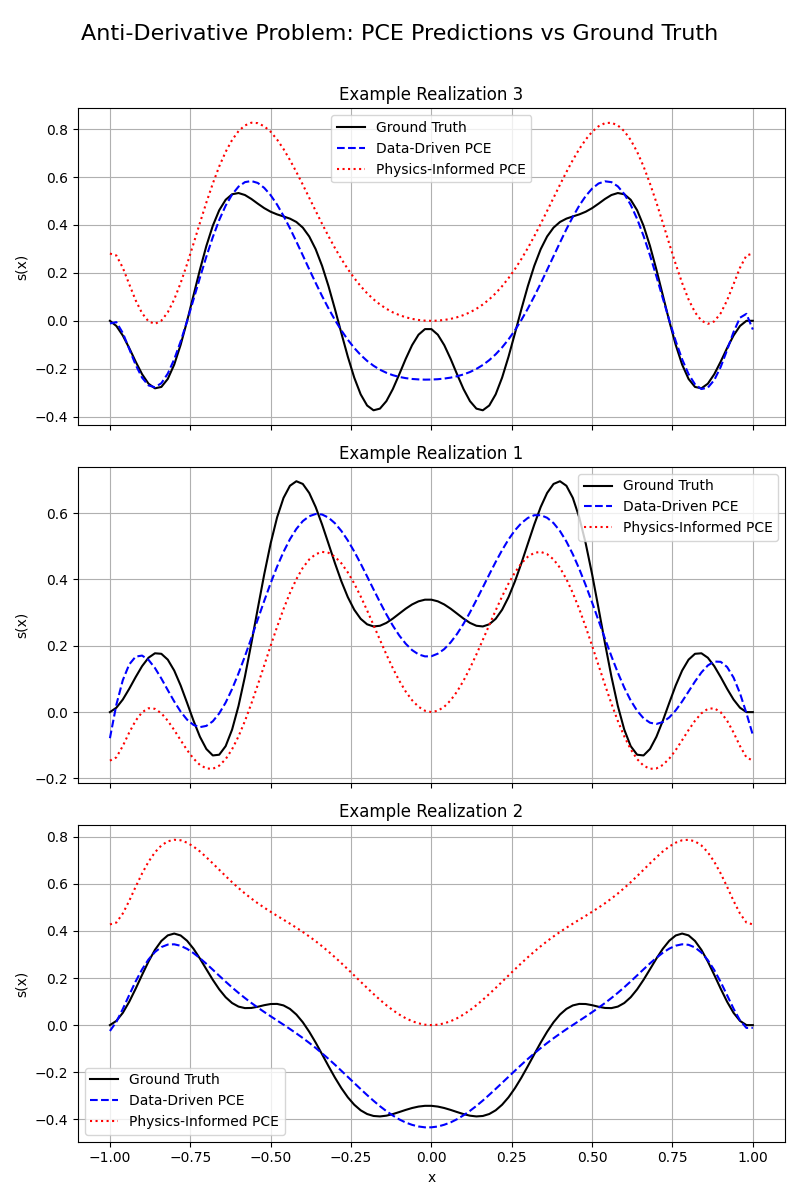 Anti-Derivative Problem: PCE Predictions vs Ground Truth
Example Realization 3
Ground Truth
Data-Driven PCE
Physics-Informed PCE
0.8
0.6
0.4
0.2
0.0
−0.2
−0.4
s(x)
Example Realization 1
Ground Truth
Data-Driven PCE
Physics-Informed PCE
0.6
0.4
0.2
0.0
−0.2
s(x)
Example Realization 2
0.8
0.6
0.4
0.2
0.0
−0.2
−0.4
s(x)
Ground Truth
Data-Driven PCE
Physics-Informed PCE
−1.00 −0.75 −0.50 −0.25 0.00 0.25 0.50 0.75 1.00
x